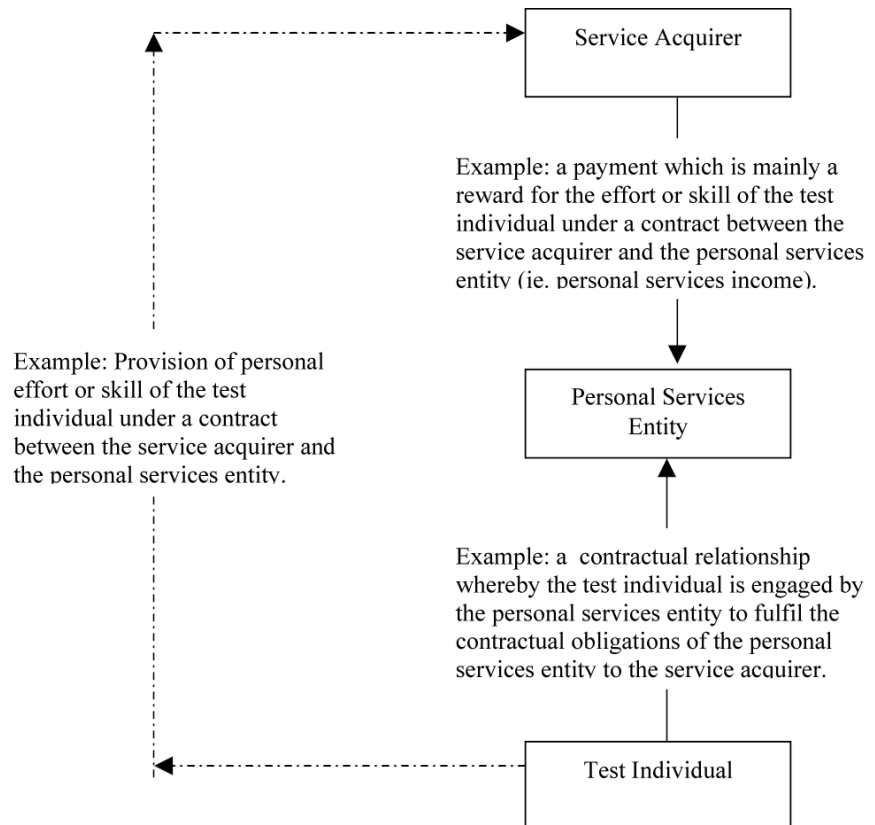 Service Acquirer
Example: a payment which is mainly a
reward for the effort or skill of the test
individual under a contract between the
service acquirer and the personal services
entity (ie. personal services income).
Example: Provision of personal
effort or skill of the test
individual under a contract
between the service acquirer and
the personal services entity.
Personal Services
Entity
Example: a  contractual relationship
whereby the test individual is engaged by
the personal services entity to fulfil the
contractual obligations of the personal
services entity to the service acquirer.
Test Individual